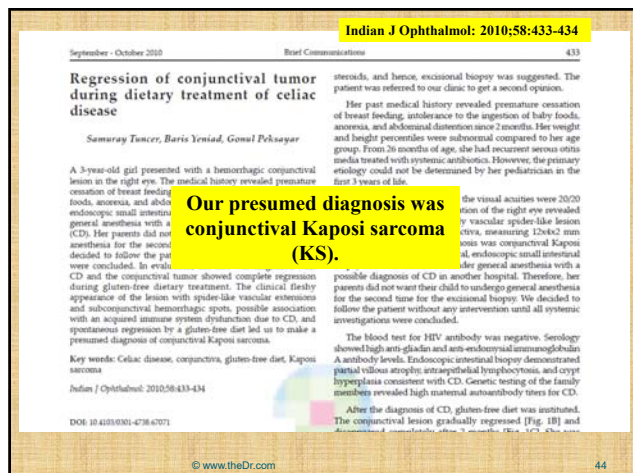 Indian J Ophthalmol: 2010;58:433-434
September - October 2010
Brief Communications
433
Regression of conjunctival tumor
during dietary treatment of celiac
disease
Samuray Tuncer, Baris Yeniad, Gonul Peksayar
A 3-year-old girl presented with a hemorrhagic conjunctival
lesion in the right eye. The medical history revealed premature
cessation of breast feeding
foods, anorexia, and
endoscopic small
general anesthesia with a
(CD). Her parents did not
anesthesia for the second
decided to follow the
were concluded. In
CD and the conjunctival tumor showed complete regression
during gluten-free dietary treatment. The clinical fleshy
appearance of the lesion with spider-like vascular extensions
and subconjunctival hemorrhagic spots, possible association
with an acquired immune system dysfunction due to CD, and
spontaneous regression by a gluten-free diet led us to make a
presumed diagnosis of conjunctival Kaposi sarcoma.
Key words: Celiac disease, conjunctiva, gluten-free diet, Kaposi
sarcoma
Indian J Ophthalmol: 2010;58:433-434
DOI: 10.4103/0301-4738.67071
steroids, and hence, excisional biopsy was suggested. The
patient was referred to our clinic to get a second opinion.
Her past medical history revealed premature cessation
of breast feeding, intolerance to the ingestion of baby foods,
anorexia, and abdominal distention since 2 months. Her weight
and height percentiles were subnormal compared to her age
group. From 26 months of age, she had recurrent serous otitis
media treated with systemic antibiotics. However, the primary
etiology could not be determined by her pediatrician in the
first 3 years of life.
the visual acuities were 20/20
of the right eye revealed
vascular spider-like lesion
measuring 12x4x2 mm
was conjunctival Kaposi
endoscopic small intestinal
under general anesthesia with a
possible diagnosis of CD in another hospital. Therefore, her
parents did not want their child to undergo general anesthesia
for the second time for the excisional biopsy. We decided to
follow the patient without any intervention until all systemic
investigations were concluded.
The blood test for HIV antibody was negative. Serology
showed high anti-gliadin and anti-endomysial immunoglobulin
A antibody levels. Endoscopic intestinal biopsy demonstrated
partial villous atrophy, intraepithelial lymphocytosis, and crypt
hyperplasia consistent with CD. Genetic testing of the family
members revealed high maternal autoantibody titers for CD.
After the diagnosis of CD, gluten-free diet was instituted.
The conjunctival lesion gradually regressed [Fig. 1B] and
Our presumed diagnosis was
conjunctival Kaposi sarcoma
(KS).
© www.theDr.com
44